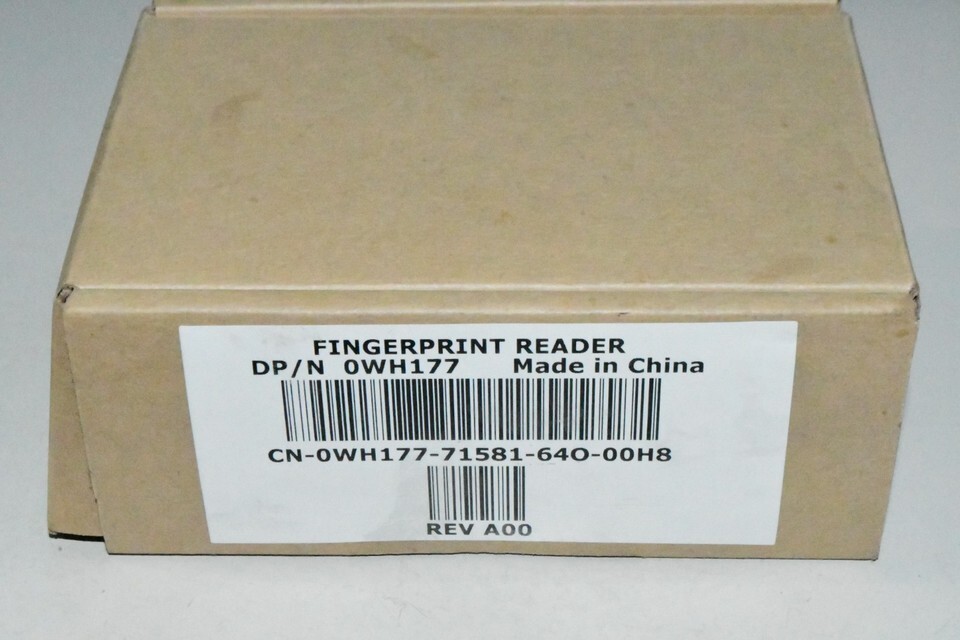 FINGERPRINT READER
DP/N 0WH177 Made in China
CN-0WH177-71581-64O-00H8
REV A00